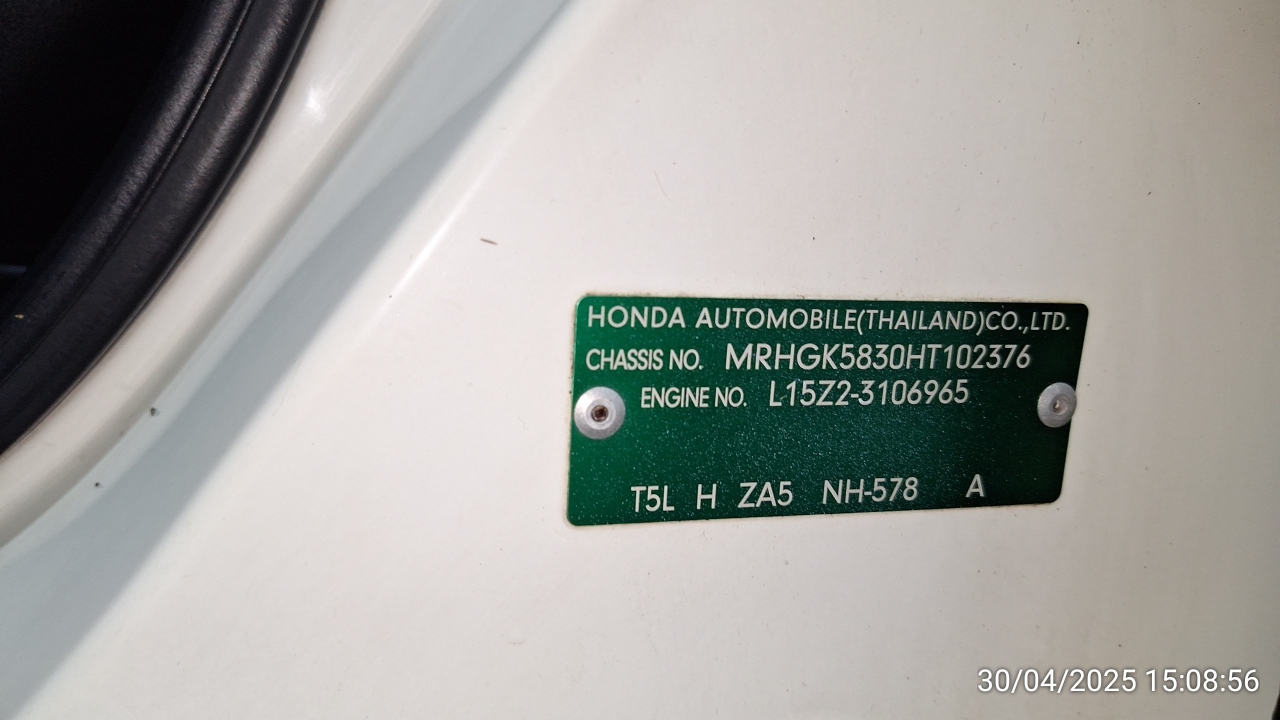 HONDA AUTOMOBILE(THAILAND)CO.,LTD.
CHASSIS NO. MRHGK5830HT102376
ENGINE NO. L15Z2-3106965
T5L H ZA5 NH-578 A
30/04/2025 15:08:56